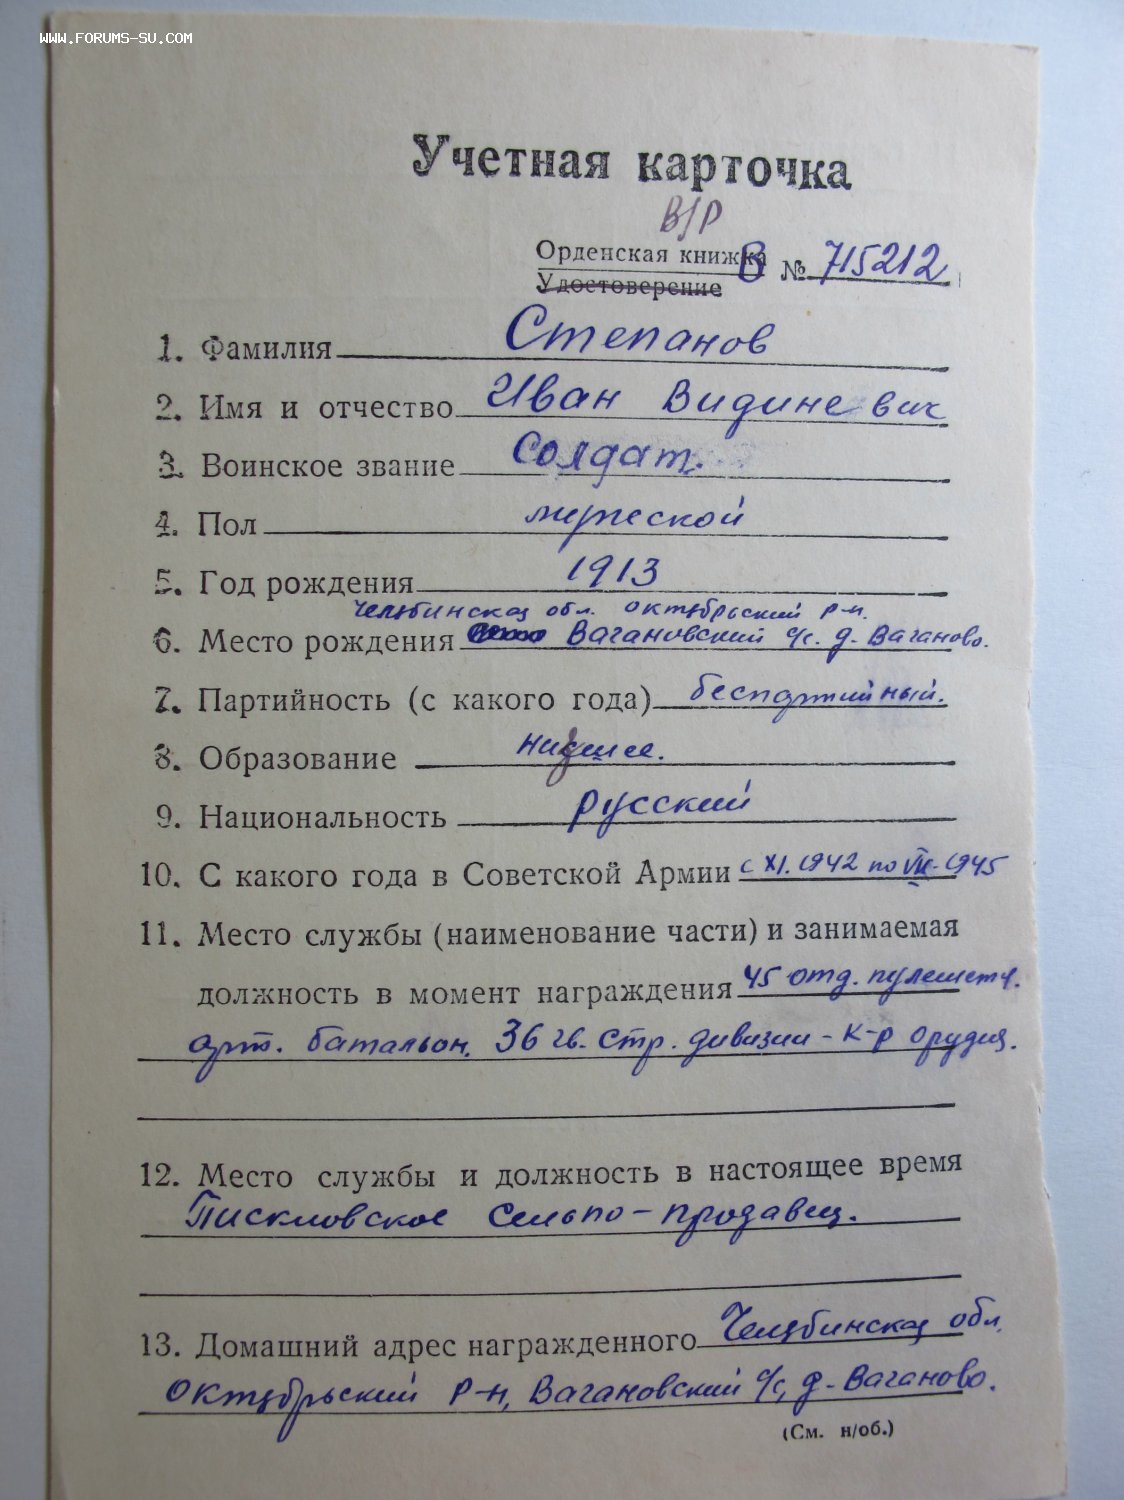 www.FORUMS-SU.COM
Учетная карточка
В/Р
Орденская книжка В № 715212
Удостоверение
1. Фамилия Степанов
2. Имя и отчество Иван Видиневич
3. Воинское звание Солдат.
4. Пол мужской
5. Год рождения 1913
Челябинская обл. Октябрьский р-н.
6. Место рождения Вагановский с/с. д. Ваганово.
7. Партийность (с какого года) беспартийный.
8. Образование низшее.
9. Национальность русский
10. С какого года в Советской Армии с XI. 1942 по VII-1945
11. Место службы (наименование части) и занимаемая
должность в момент награждения 45 отд. пулеметн.
арт. батальон. 36 гв. Стр. дивизии - к-р орудия.
12. Место службы и должность в настоящее время
Пискловское Сельпо - продавец.
13. Домашний адрес награжденного Челябинская обл.
Октябрьский р-н, Вагановский с/с, д-Ваганово.
(См. н/об.)